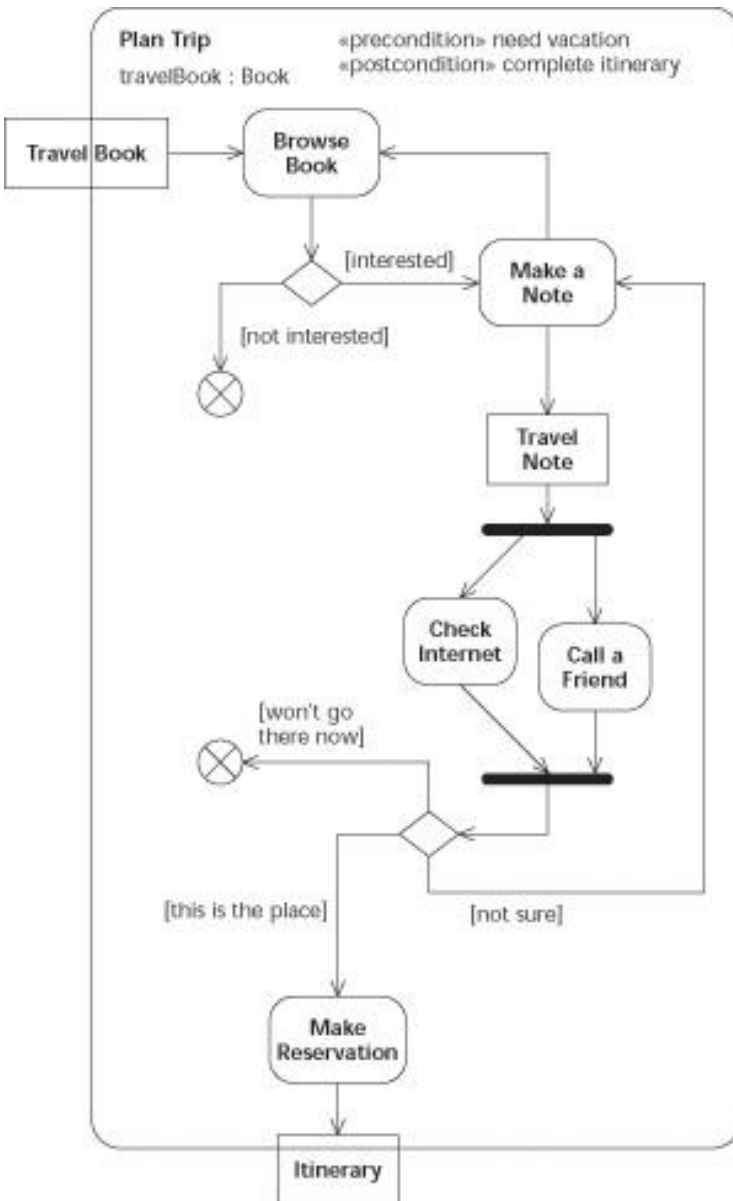 Plan Trip
«precondition» need vacation
travelBook : Book
«postcondition» complete itinerary
Travel Book
Browse
Book
[interested]
Make a
Note
[not interested]
Travel
Note
Check
Internet
Call a
Friend
[won't go
there now]
[this is the place]
[not sure]
Make
Reservation
Itinerary